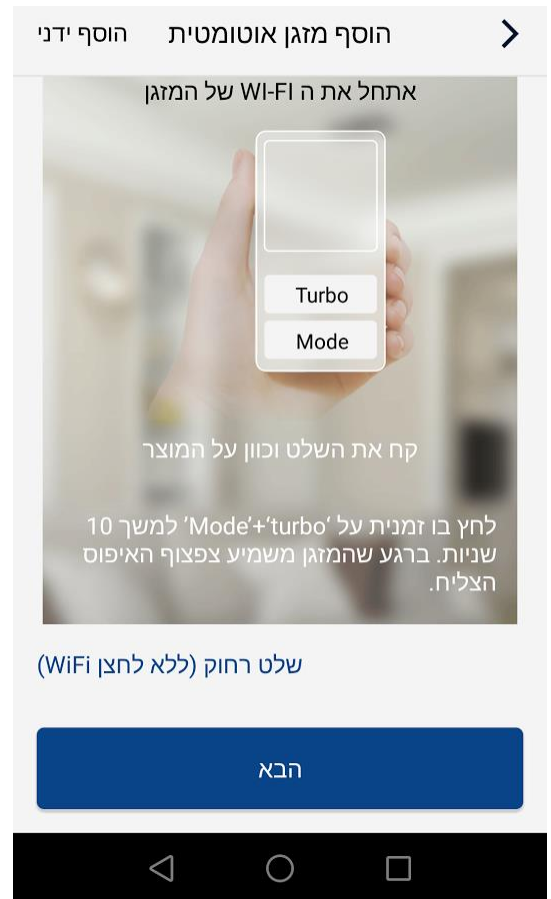 הוסף מזגן אוטומטית
הוסף ידני
אתחל את ה WI-FI של המזגן
Turbo
Mode
קח את השלט וכוון על המוצר
לחץ בו זמנית על ‘Mode’+‘turbo’ למשך 10
שניות. ברגע שהמזגן משמיע צפצוף האיפוס
הצליח.
שלט רחוק (ללא לחצן WiFi)
הבא